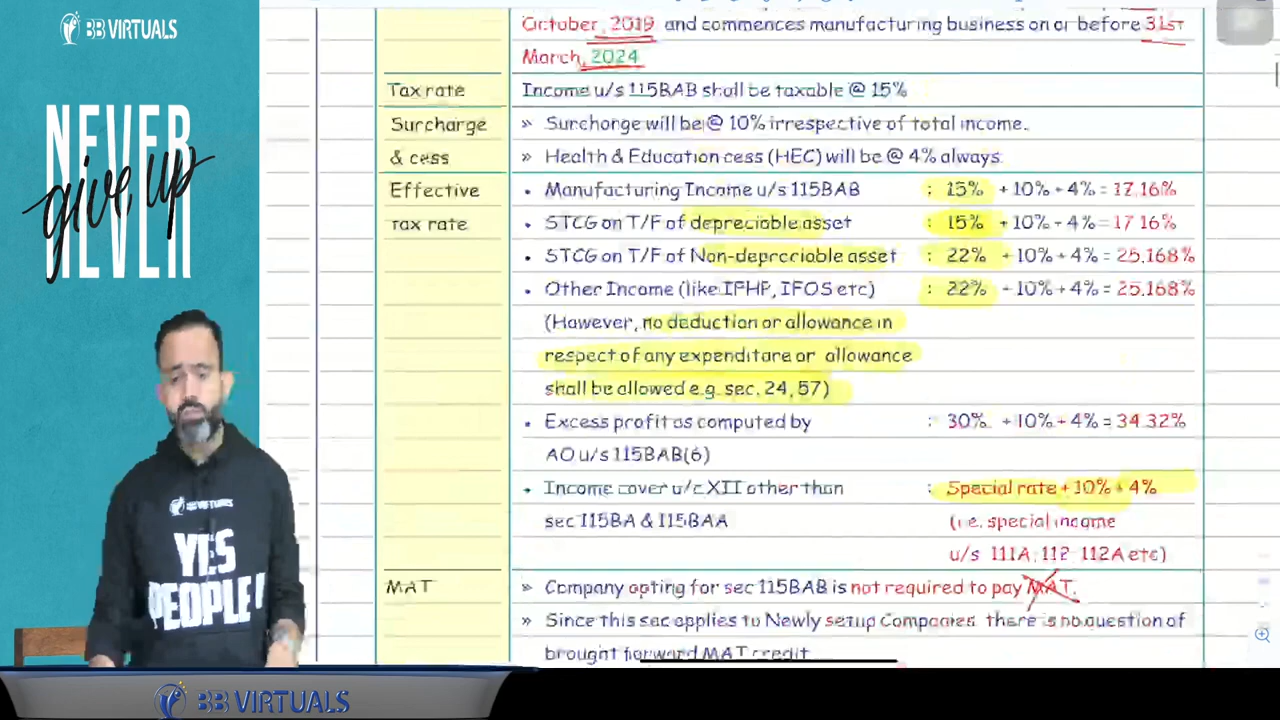 BB VIRTUALS
NEVER
give up
NEVER
BB VIRTUALS
YES
PEOPLE!
BB VIRTUALS
October, 2019 and commences manufacturing business on or before 31st
March, 2024
Tax rate Income u/s 115BAB shall be taxable @ 15%
Surcharge » Surcharge will be @ 10% irrespective of total income.
& cess » Health & Education cess (HEC) will be @ 4% always.
Effective • Manufacturing Income u/s 115BAB : 15% +10%+4% = 17.16%
tax rate • STCG on T/F of depreciable asset : 15% +10%+4% = 17.16%
• STCG on T/F of Non-depreciable asset : 22% +10%+4% = 25.168%
• Other Income (like IFHP, IFOS etc) : 22% +10%+4% = 25.168%
(However, no deduction or allowance in
respect of any expenditure or allowance
shall be allowed e.g. sec. 24, 57)
• Excess profit as computed by : 30% +10%+4% = 34.32%
AO u/s 115BAB(6)
• Income cover u/c XII other than : Special rate +10%+4%
sec 115BA & 115BAA (i.e. special income
u/s 111A, 112, 112A etc)
MAT » Company opting for sec 115BAB is not required to pay MAT.
» Since this sec applies to Newly setup Companies, there is no question of
brought forward MAT credit